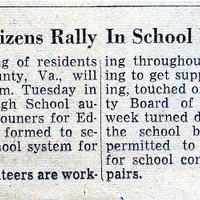 izens Rally In School
g of residents
unty, Va., will
m. Tuesday in
gh School au-
ouners for Ed-
formed to se-
hool system for
teers are work-
ing throughou
ing to get supp
ing, touched o
ty Board of
week turned d
the school b
permitted to
for school con
pairs.